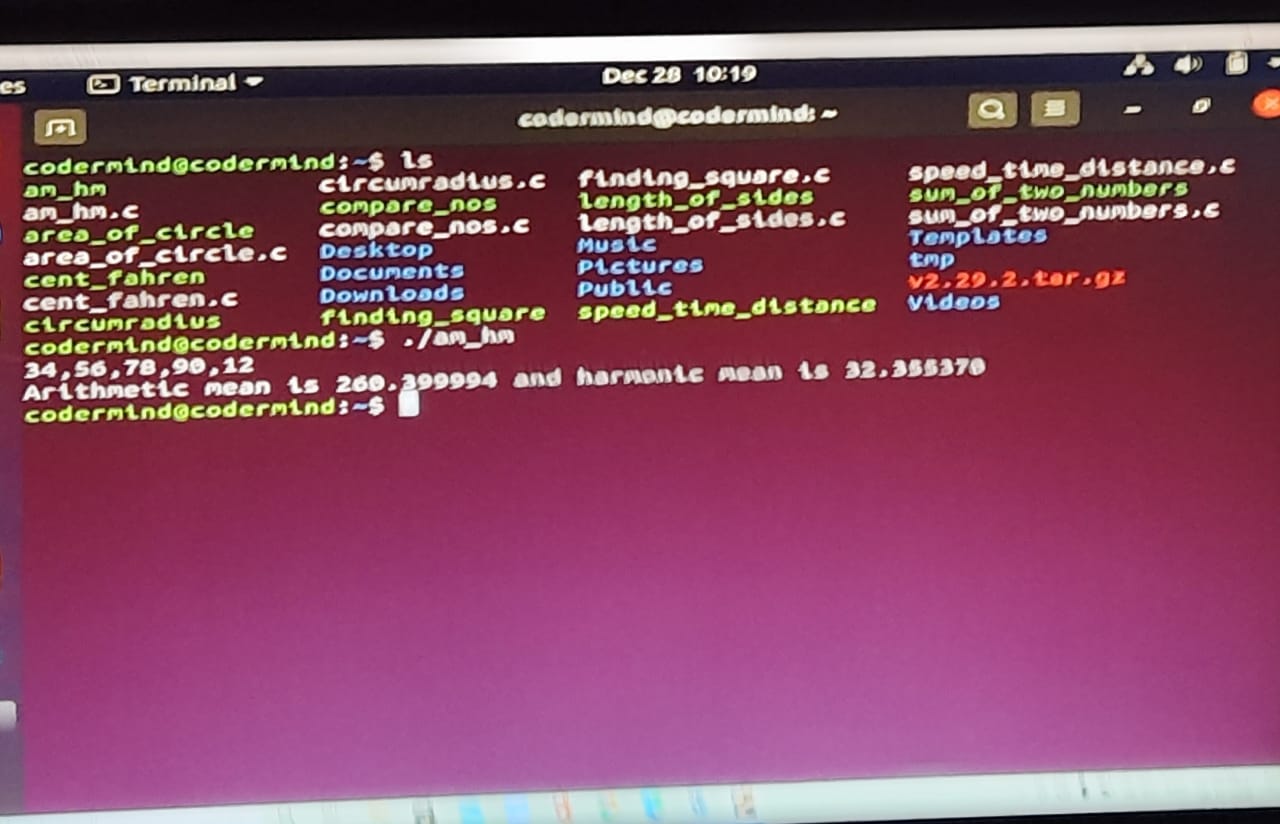 es Terminal Dec 28 10:19
codermind@codermind: ~
codermind@codermind:~$ ls
am_hm circumradius.c finding_square.c speed_time_distance.c
am_hm.c compare_nos length_of_sides sum_of_two_numbers
area_of_circle compare_nos.c length_of_sides.c sum_of_two_numbers.c
area_of_circle.c Desktop Music Templates
cent_fahren Documents Pictures tmp
cent_fahren.c Downloads Public v2.29.2.tar.gz
circumradius finding_square speed_time_distance Videos
codermind@codermind:~$ ./am_hm
34,56,78,90,12
Arithmetic mean is 260.399994 and harmonic mean is 32.355370
codermind@codermind:~$